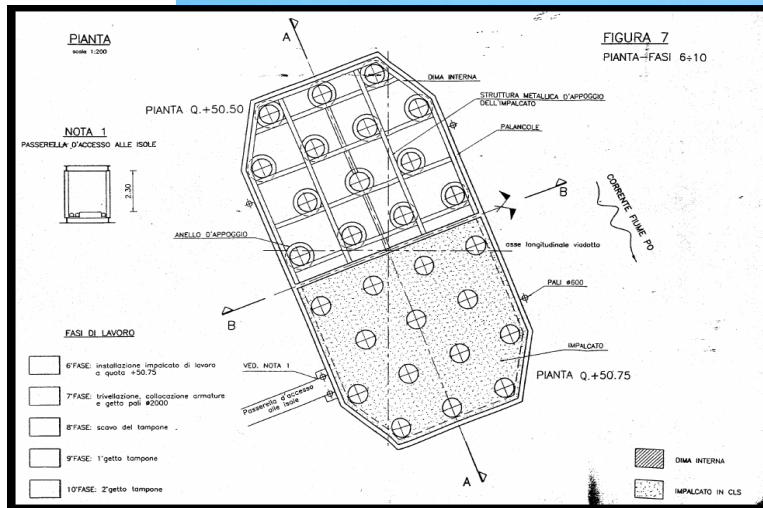 PIANTA
scale 1:200
FIGURA 7
PIANTA-FASI 6÷10
A
DIMA INTERNA
PIANTA Q.+50.50
STRUTTURA METALLICA D'APPOGGIO
DELL'IMPALCATO
PALANCOLE
NOTA 1
PASSERELLA D'ACCESSO ALLE ISOLE
2.30
B
CORRENTE FIUME PO
ANELLO D'APPOGGIO
asse longitudinale viadotto
PALI ø600
B
FASI DI LAVORO
IMPALCATO
6°FASE: installazione impalcato di lavoro
a quota +50.75
VED. NOTA 1
PIANTA Q.+50.75
Passerella d'accesso
alle isole
7°FASE: trivellazione, collocazione armature
e getto pali ø2000
8°FASE: scavo del tampone
9°FASE: 1°getto tampone
DIMA INTERNA
A
10°FASE: 2°getto tampone
IMPALCATO IN CLS